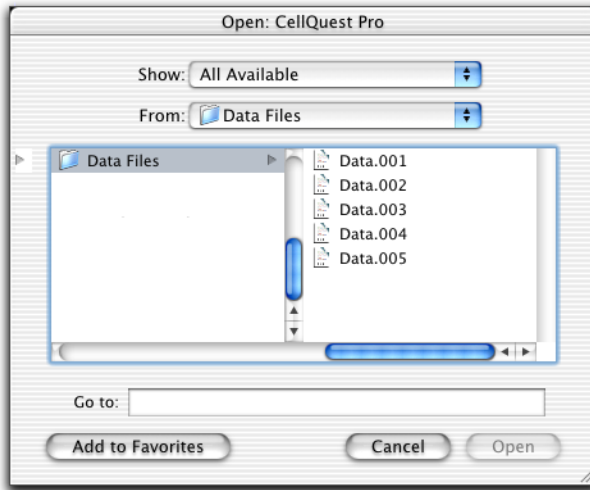 Open: CellQuest Pro
Show: All Available
From: Data Files
Data Files
Data.001
Data.002
Data.003
Data.004
Data.005
Go to:
Add to Favorites Cancel Open